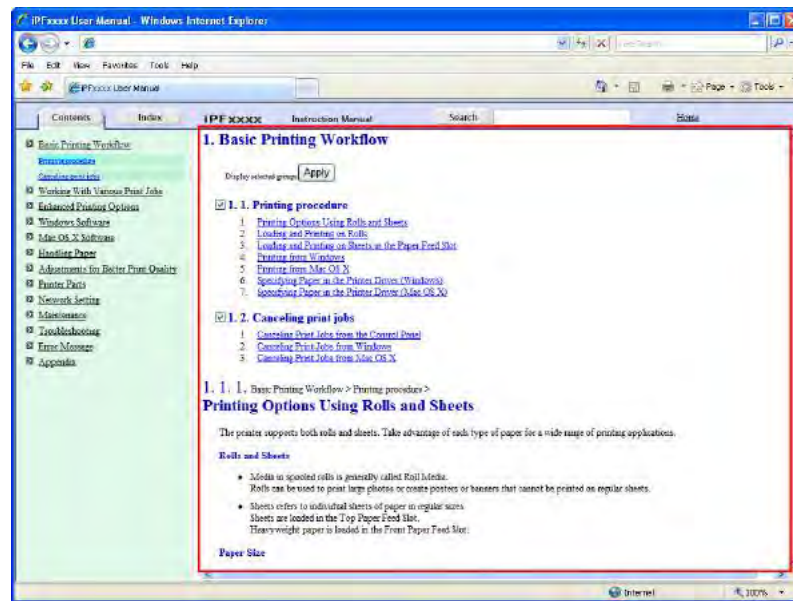 iPFxxxx User Manual - Windows Internet Explorer
File Edit View Favorites Tools Help
iPFxxxx User Manual
Page Tools
Contents Index iPFxxxx Instruction Manual Search Home
Basic Printing Workflow
Printing procedure
Canceling print jobs
Working With Various Print Jobs
Enhanced Printing Options
Windows Software
Mac OS X Software
Handling Paper
Adjustments for Better Print Quality
Printer Parts
Network Setting
Maintenance
Troubleshooting
Error Message
Appendix
1. Basic Printing Workflow
Display selected groups Apply
1. 1. Printing procedure
1. Printing Options Using Rolls and Sheets
2. Loading and Printing on Rolls
3. Loading and Printing on Sheets in the Paper Feed Slot
4. Printing from Windows
5. Printing from Mac OS X
6. Specifying Paper in the Printer Driver (Windows)
7. Specifying Paper in the Printer Driver (Mac OS X)
1. 2. Canceling print jobs
1. Canceling Print Jobs from the Control Panel
2. Canceling Print Jobs from Windows
3. Canceling Print Jobs from Mac OS X
1. 1. 1. Basic Printing Workflow > Printing procedure >
Printing Options Using Rolls and Sheets
The printer supports both rolls and sheets. Take advantage of each type of paper for a wide range of printing applications.
Rolls and Sheets
• Media in spooled rolls is generally called Roll Media.
Rolls can be used to print large photos or create posters or banners that cannot be printed on regular sheets.
• Sheets refers to individual sheets of paper in regular sizes.
Sheets are loaded in the Top Paper Feed Slot.
Heavyweight paper is loaded in the Front Paper Feed Slot.
Paper Size
Internet 100%